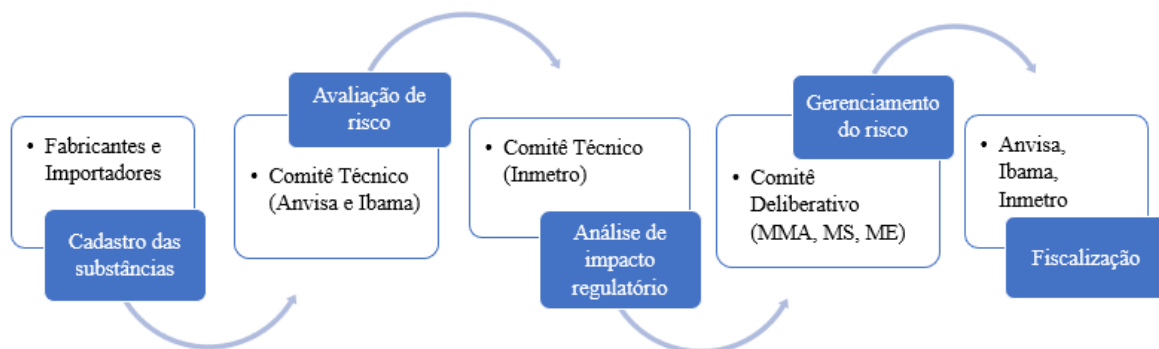 • Fabricantes e
Importadores
Cadastro das
substâncias
Avaliação de
risco
• Comitê Técnico
(Anvisa e Ibama)
• Comitê Técnico
(Inmetro)
Análise de
impacto
regulatório
Gerenciamento
do risco
• Comitê
Deliberativo
(MMA, MS, ME)
• Anvisa,
Ibama,
Inmetro
Fiscalização